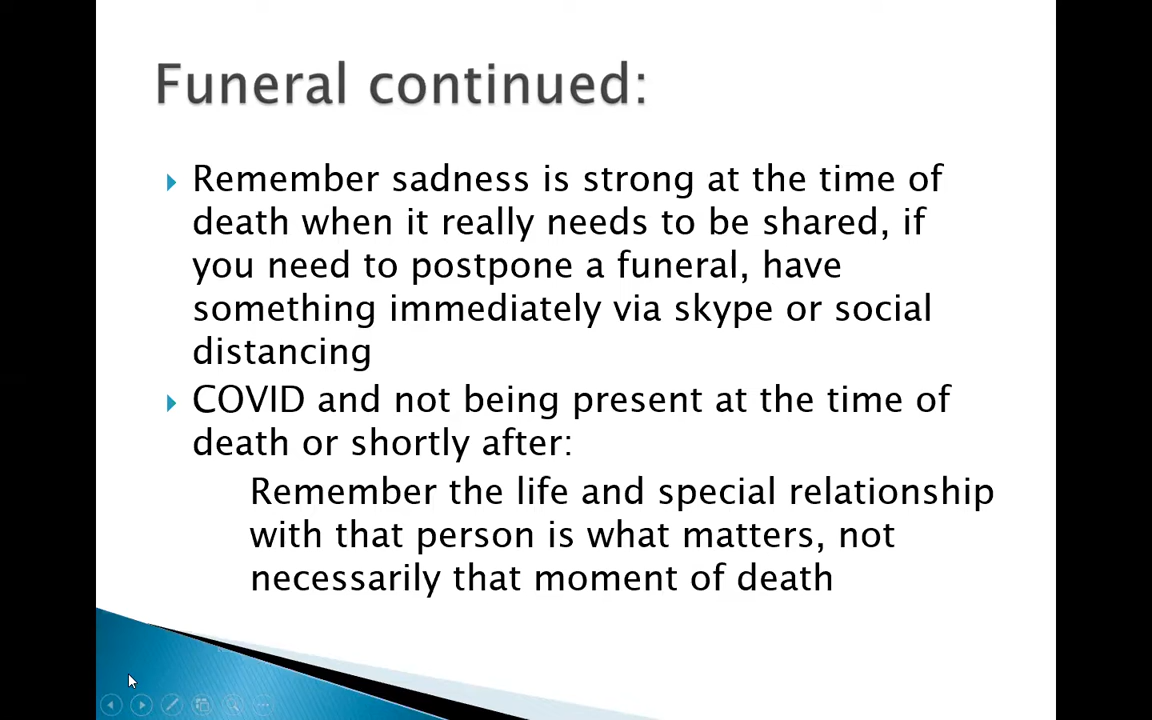 Funeral continued:
Remember sadness is strong at the time of
death when it really needs to be shared, if
you need to postpone a funeral, have
something immediately via skype or social
distancing
COVID and not being present at the time of
death or shortly after:
Remember the life and special relationship
with that person is what matters, not
necessarily that moment of death